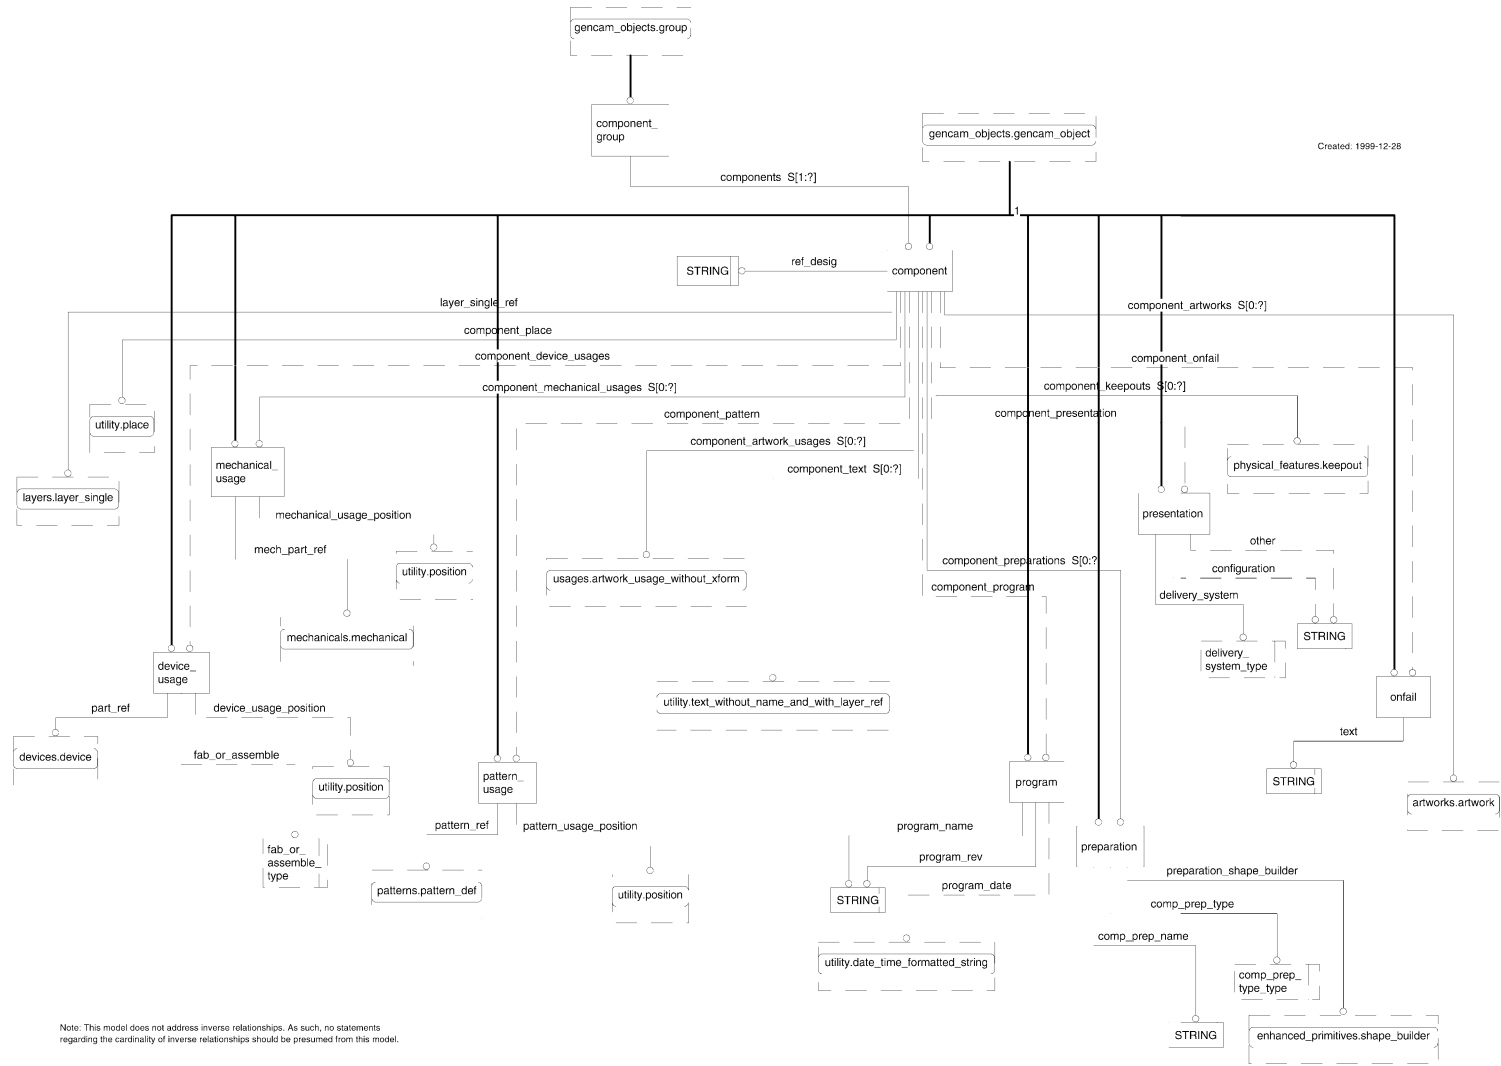 gencam_objects.group
component_
group
gencam_objects.gencam_object
Created: 1999-12-28
components S[1:?]
1
STRING
ref_desig
component
layer_single_ref
component_artworks S[0:?]
component_place
component_device_usages
component_onfail
component_mechanical_usages S[0:?]
component_keepouts S[0:?]
component_pattern
component_presentation
utility.place
component_artwork_usages S[0:?]
mechanical_
usage
component_text S[0:?]
physical_features.keepout
layers.layer_single
mechanical_usage_position
presentation
mech_part_ref
other
component_preparations S[0:?
utility.position
usages.artwork_usage_without_xform
configuration
component_program
delivery_system
mechanicals.mechanical
STRING
delivery_
system_type
device_
usage
utility.text_without_name_and_with_layer_ref
onfail
part_ref
device_usage_position
text
devices.device
fab_or_assemble
utility.position
pattern_
usage
program
STRING
artworks.artwork
pattern_ref
pattern_usage_position
program_name
fab_or_
assemble_
type
preparation
program_rev
preparation_shape_builder
patterns.pattern_def
utility.position
program_date
STRING
comp_prep_type
comp_prep_name
utility.date_time_formatted_string
comp_prep_
type_type
STRING
enhanced_primitives.shape_builder
Note: This model does not address inverse relationships. As such, no statements
regarding the cardinality of inverse relationships should be presumed from this model.